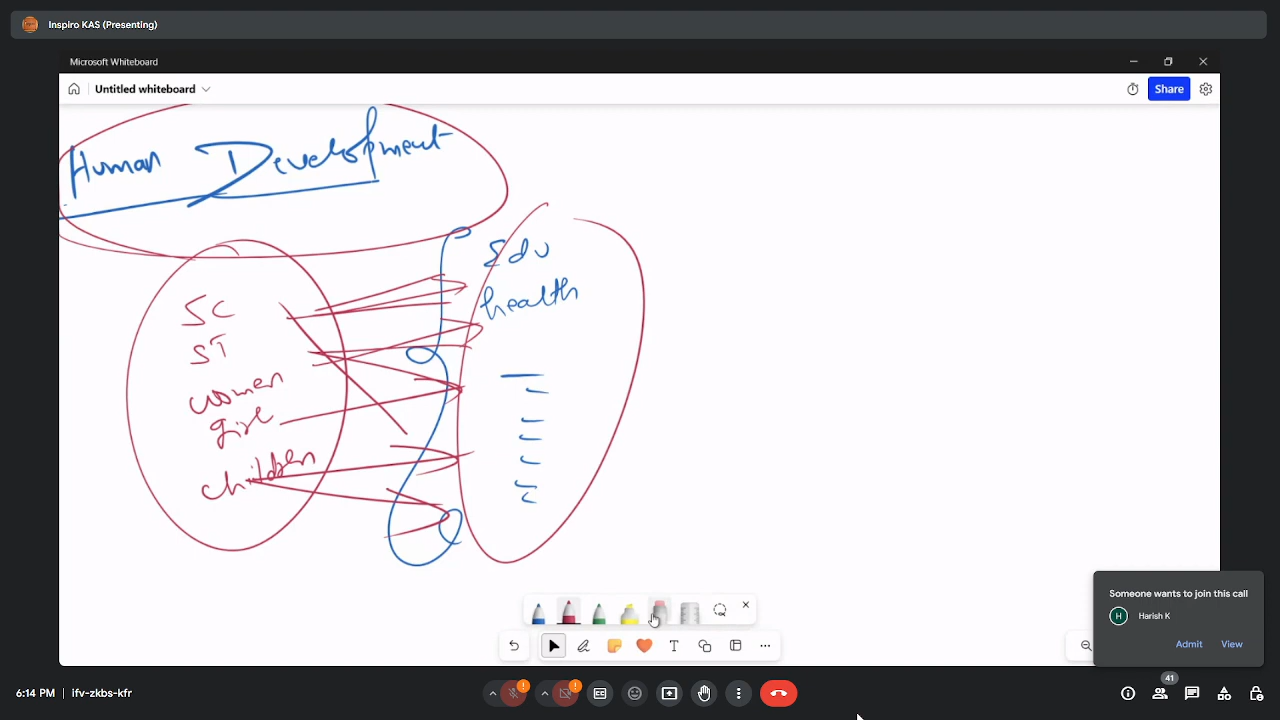 Inspiro KAS (Presenting)
Microsoft Whiteboard
Untitled whiteboard
Share
Human Development
Edu
health
SC
ST
women
girl
children
Someone wants to join this call
H Harish K
Admit View
6:14 PM | ifv-zkbs-kfr
41